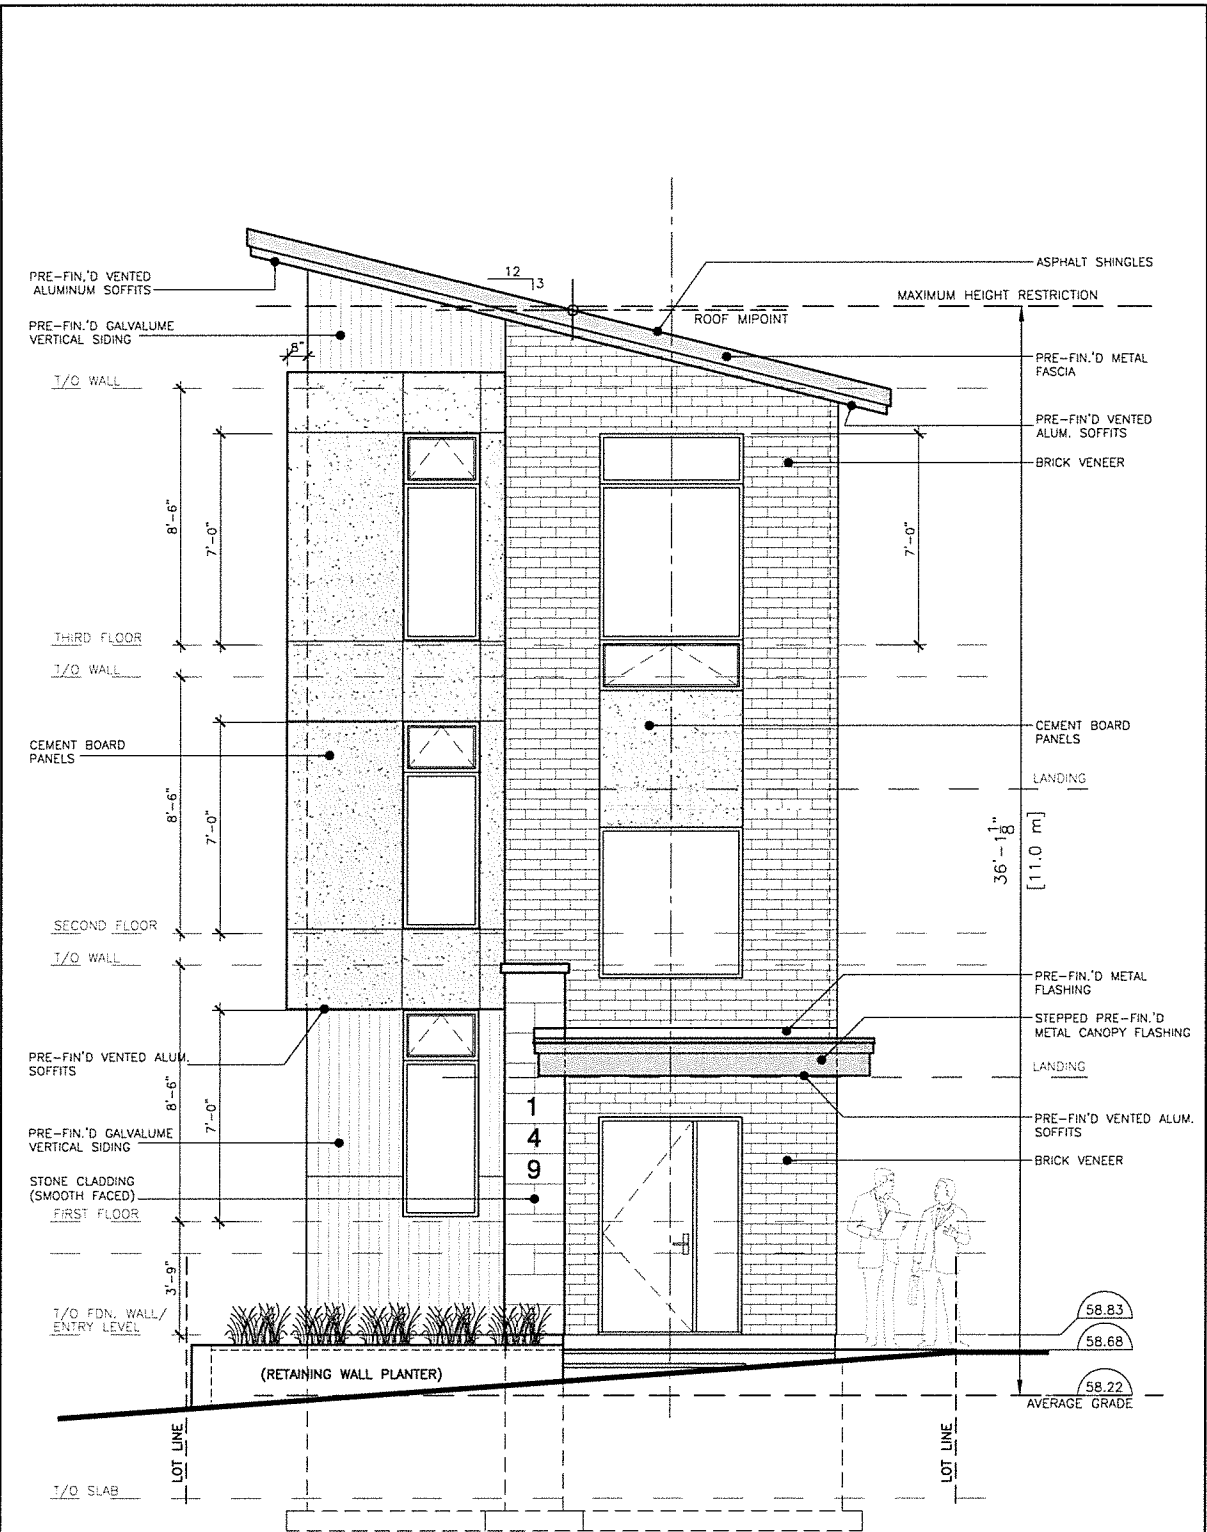 12
3
ASPHALT SHINGLES
PRE-FIN,'D VENTED
ALUMINUM SOFFITS
MAXIMUM HEIGHT RESTRICTION
ROOF MIPOINT
PRE-FIN.'D GALVALUME
VERTICAL SIDING
8"
PRE-FIN.'D METAL
FASCIA
T/O WALL
PRE-FIN'D VENTED
ALUM. SOFFITS
BRICK VENEER
8'-6"
7'-0"
7'-0"
THIRD FLOOR
T/O WALL
CEMENT BOARD
PANELS
CEMENT BOARD
PANELS
LANDING
8'-6"
7'-0"
36'-1 1/8"
[11.0 m]
SECOND FLOOR
T/O WALL
PRE-FIN.'D METAL
FLASHING
STEPPED PRE-FIN.'D
METAL CANOPY FLASHING
PRE-FIN'D VENTED ALUM.
SOFFITS
LANDING
8'-6"
7'-0"
1
4
9
PRE-FIN'D VENTED ALUM.
SOFFITS
PRE-FIN.'D GALVALUME
VERTICAL SIDING
BRICK VENEER
STONE CLADDING
(SMOOTH FACED)
FIRST FLOOR
3'-9"
T/O FDN. WALL/
ENTRY LEVEL
58.83
58.68
(RETAINING WALL PLANTER)
58.22
AVERAGE GRADE
LOT LINE
LOT LINE
T/O SLAB